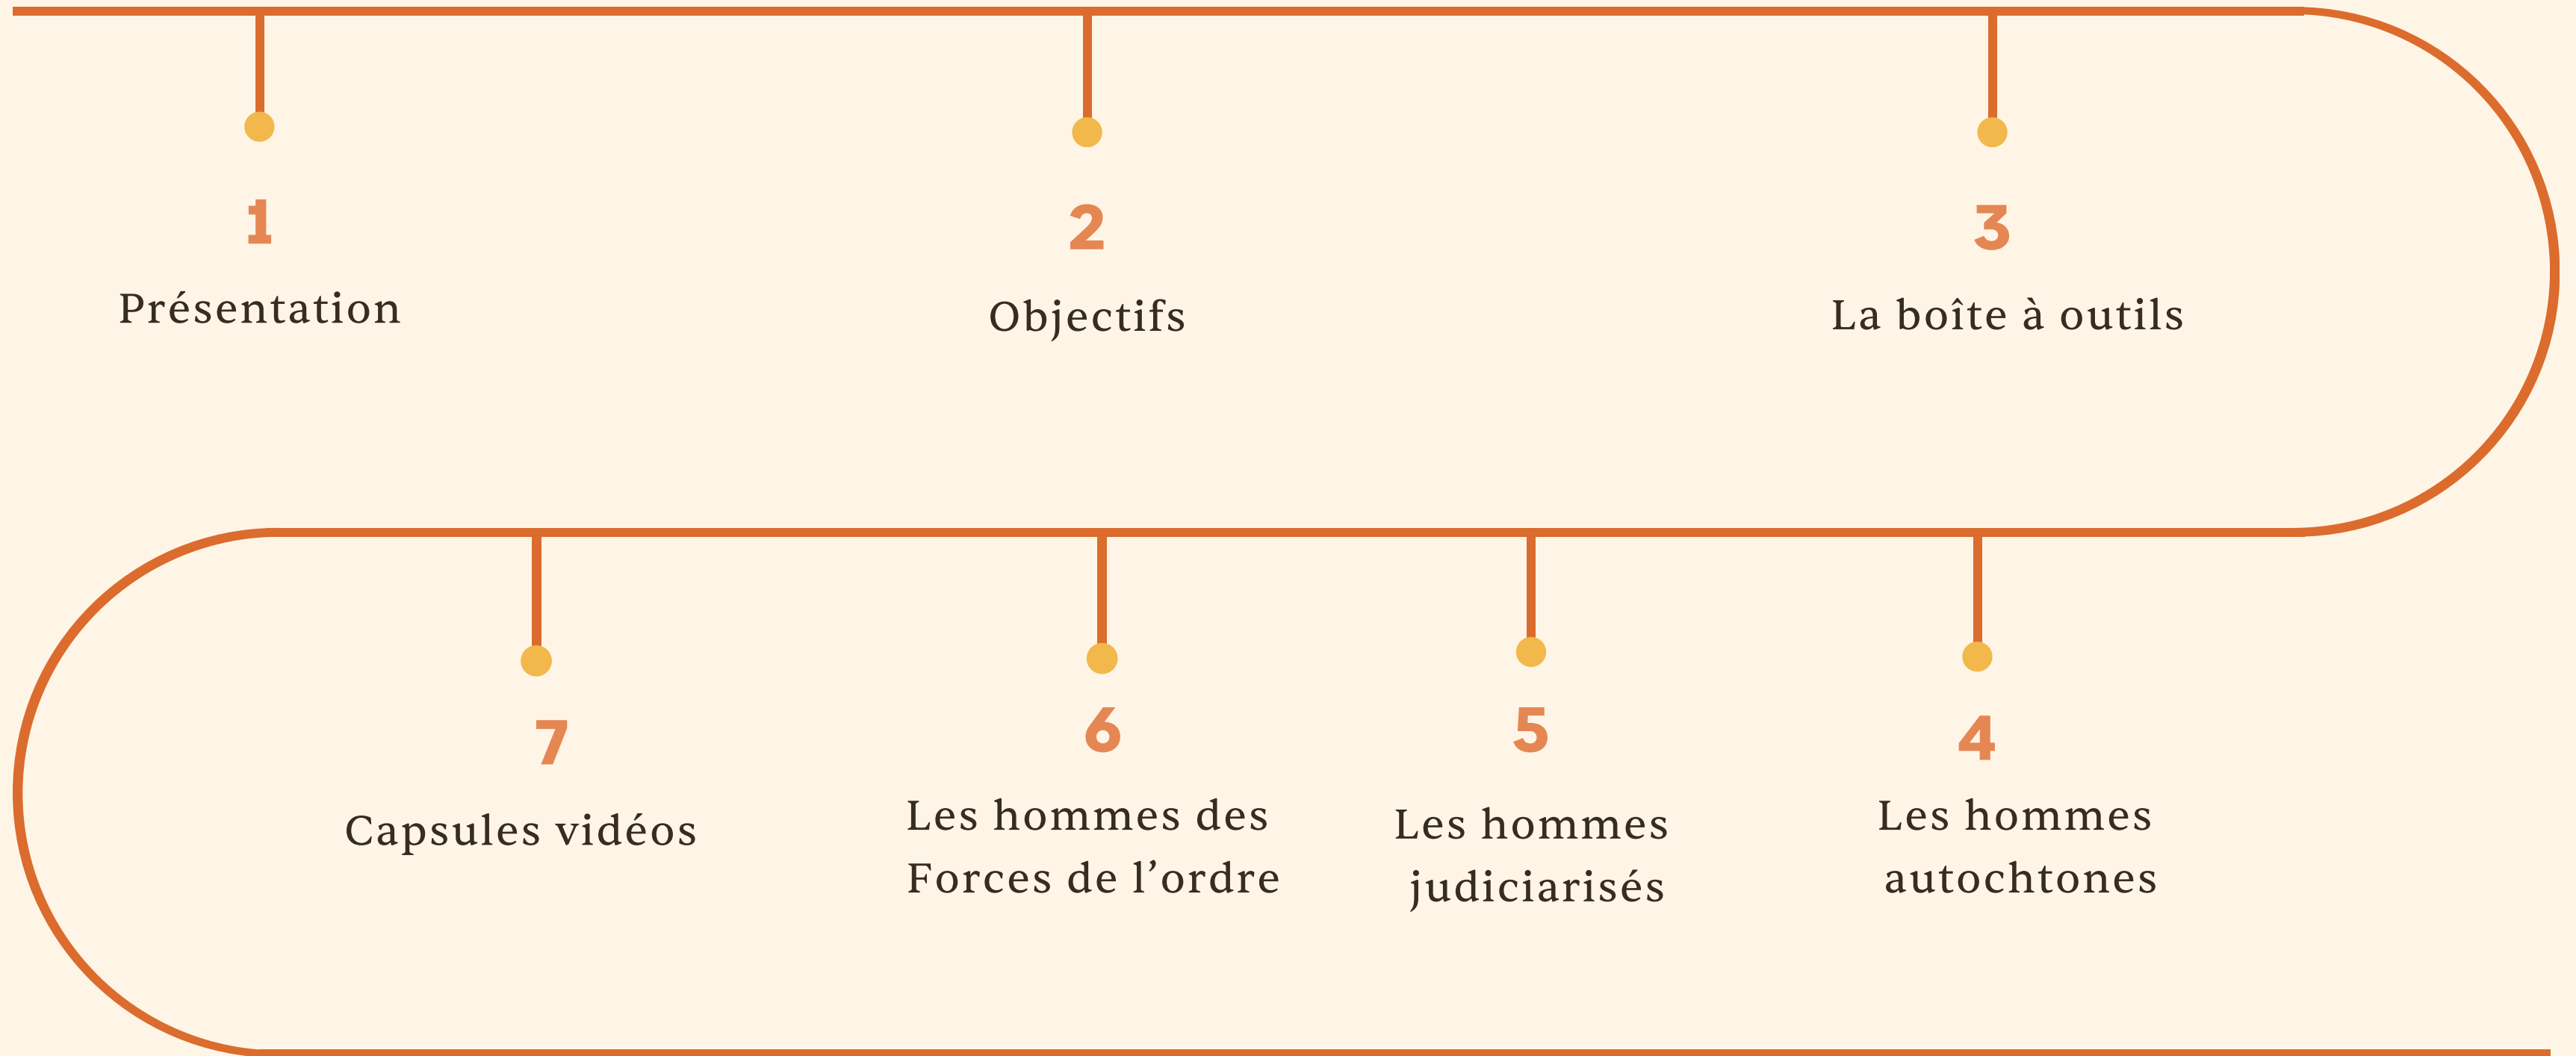 1
Présentation
2
Objectifs
3
La boîte à outils
4
Les hommes
autochtones
5
Les hommes
judiciarisés
6
Les hommes des
Forces de l’ordre
7
Capsules vidéos